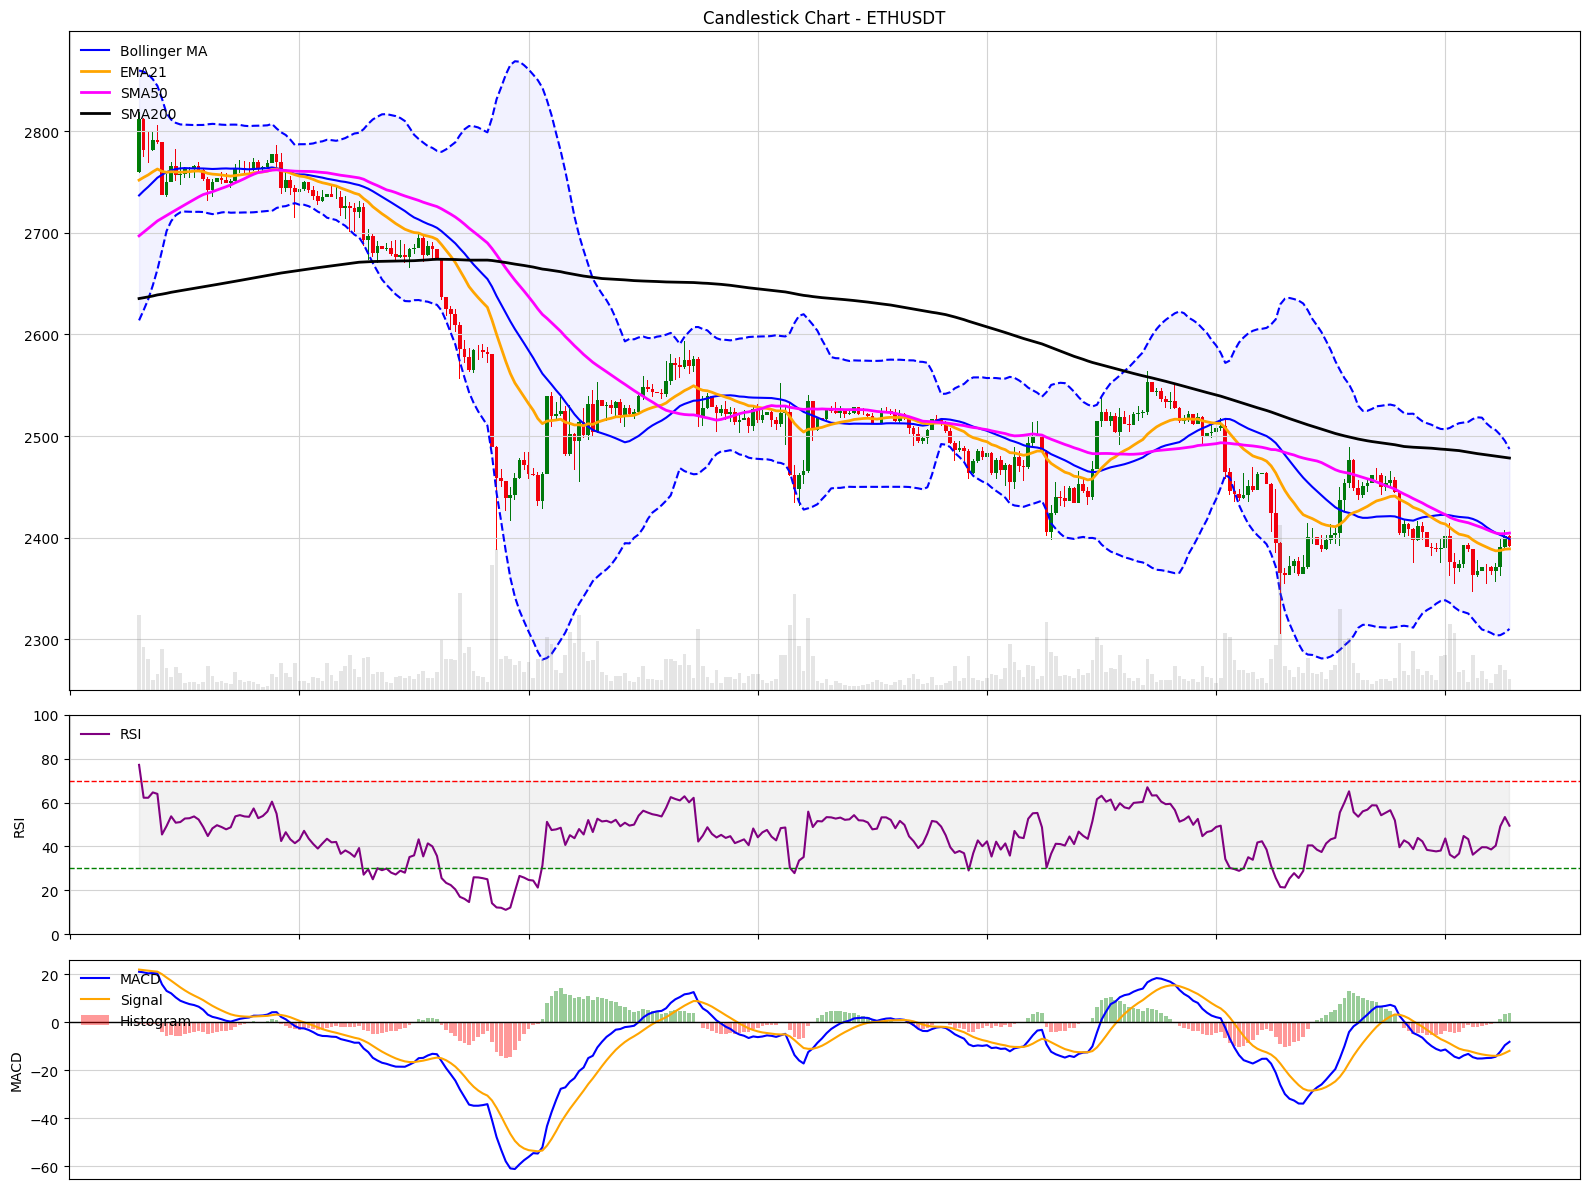 Candlestick Chart - ETHUSDT
Bollinger MA
EMA21
SMA50
SMA200
2800
2700
2600
2500
2400
2300
RSI
100
80
60
40
20
0
RSI
MACD
Signal
Histogram
20
0
−20
−40
−60
MACD